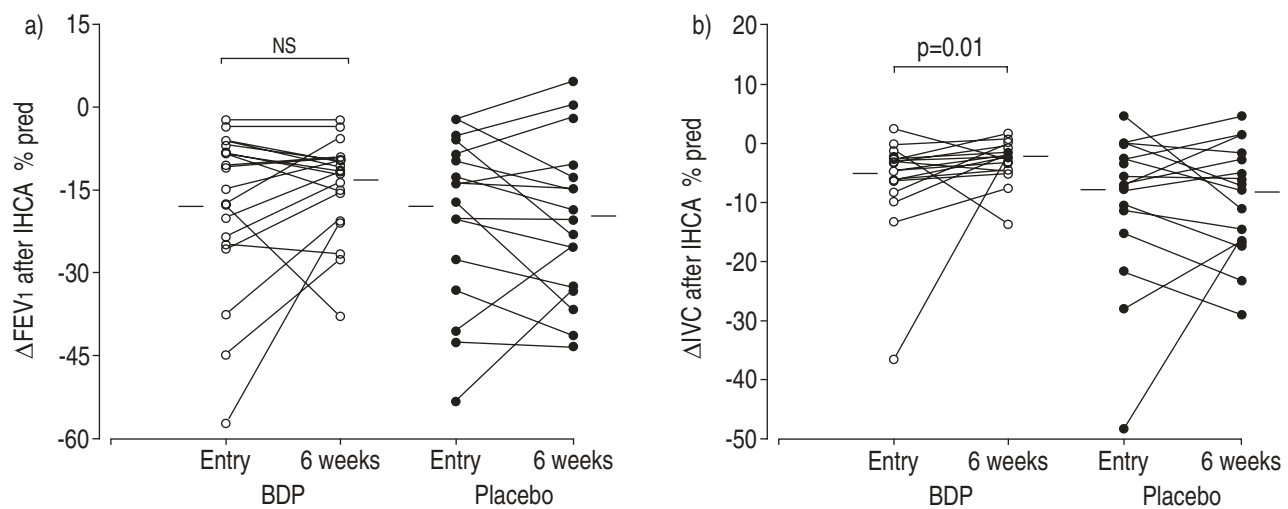 a)
NS
ΔFEV1 after IHCA % pred
15
0
-15
-30
-45
-60
Entry 6 weeks Entry 6 weeks
BDP Placebo
b)
p=0.01
ΔIVC after IHCA % pred
20
10
0
-10
-20
-30
-40
-50
Entry 6 weeks Entry 6 weeks
BDP Placebo